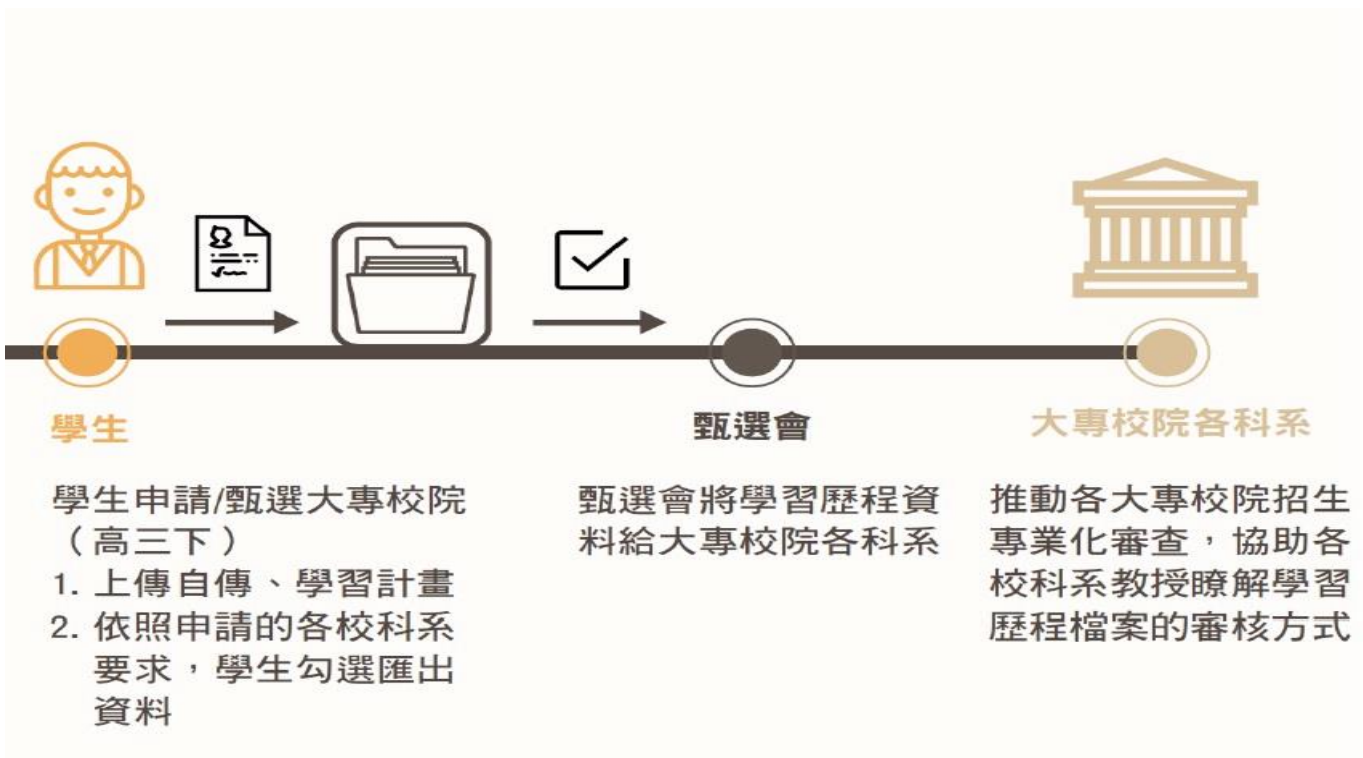 學生
學生申請/甄選大專校院
（高三下）
1. 上傳自傳、學習計畫
2. 依照申請的各校科系
要求，學生勾選匯出
資料
甄選會
甄選會將學習歷程資
料給大專校院各科系
大專校院各科系
推動各大專校院招生
專業化審查，協助各
校科系教授瞭解學習
歷程檔案的審核方式